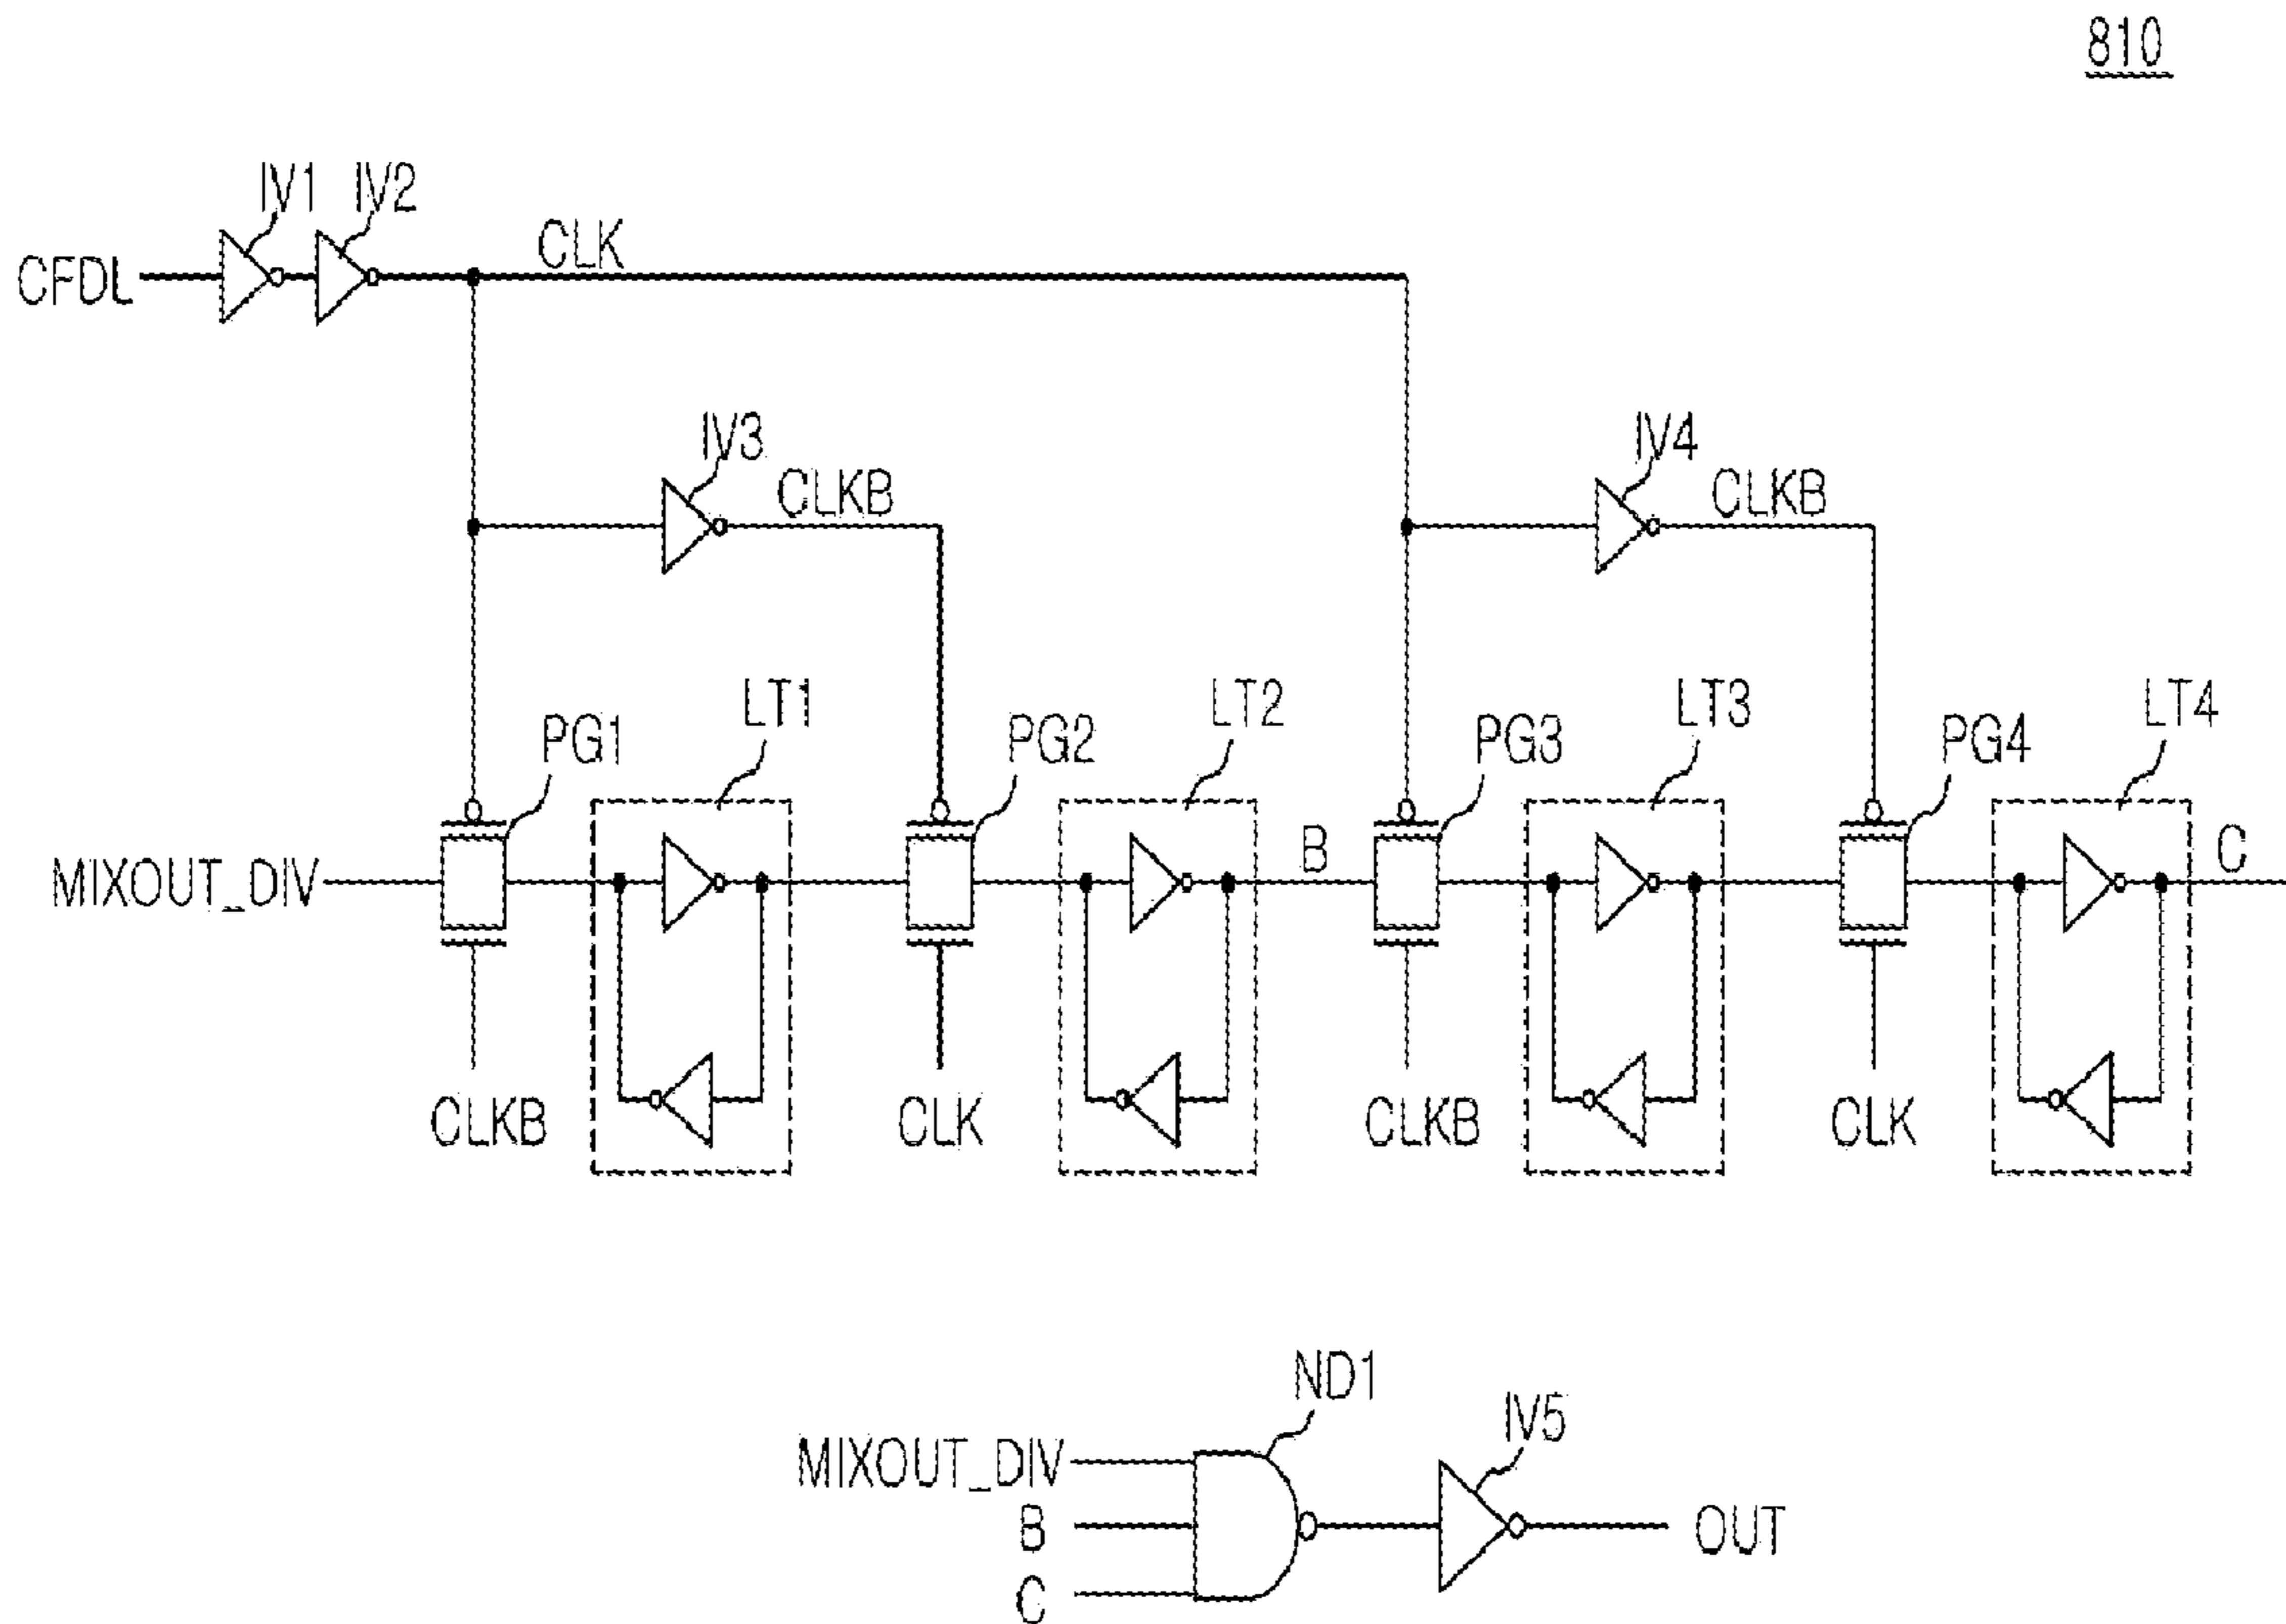 810
IV1 IV2
CFDL CLK
IV3 CLKB IV4 CLKB
PG1 LT1 PG2 LT2 PG3 LT3 PG4 LT4
MIXOUT_DIV B C
CLKB CLK CLKB CLK
ND1
IV5
MIXOUT_DIV
B OUT
C